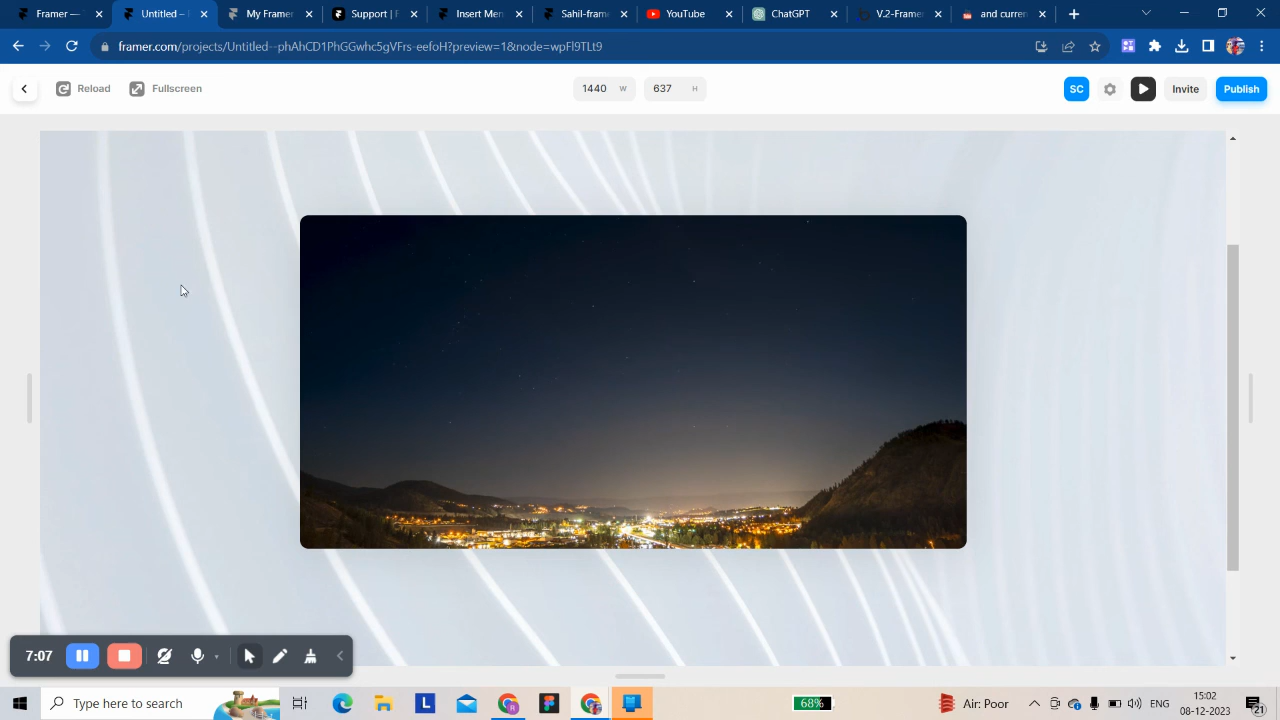 Framer —
Untitled –
My Framer
Support | F
Insert Men
Sahil-fram
YouTube
ChatGPT
V.2-Framer
and curren
framer.com/projects/Untitled--phAhCD1PhGGwhc5gVFrs-eefoH?preview=1&node=wpFl9TLt9
Reload
Fullscreen
1440 W
637 H
SC
Invite
Publish
7:07
Type here to search
L
68%
Air: Poor
ENG
15:02
08-12-2023
21